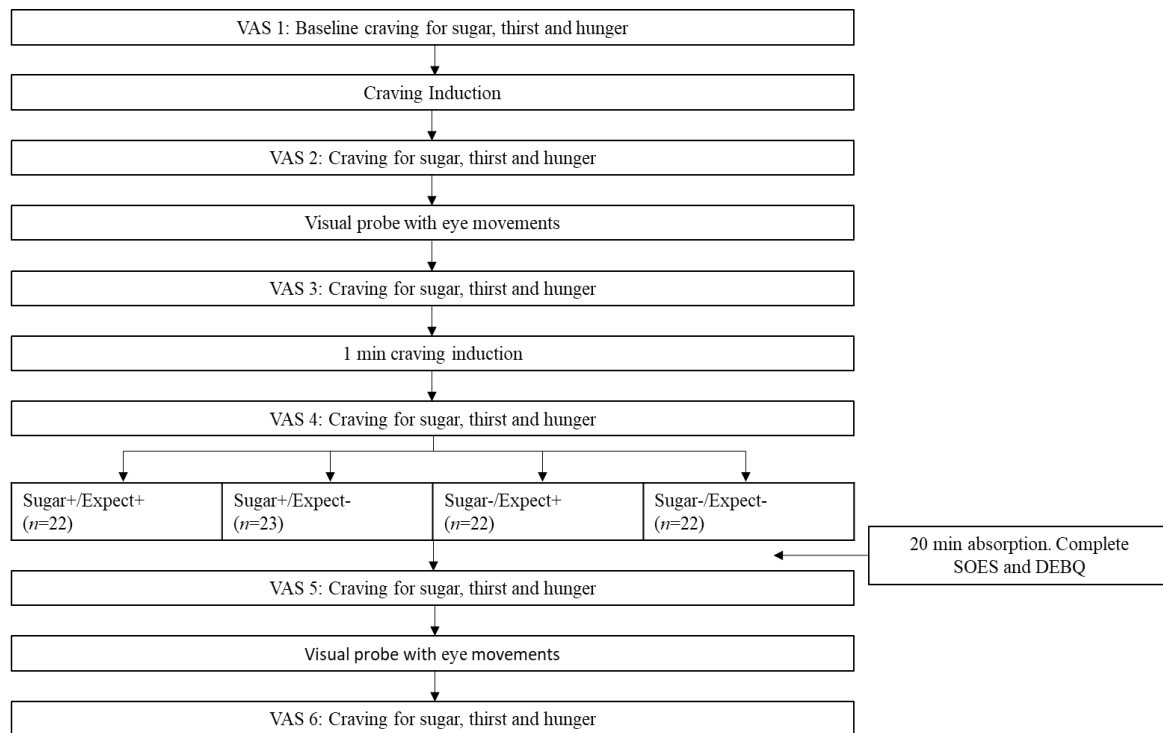 VAS 1: Baseline craving for sugar, thirst and hunger
Craving Induction
VAS 2: Craving for sugar, thirst and hunger
Visual probe with eye movements
VAS 3: Craving for sugar, thirst and hunger
1 min craving induction
VAS 4: Craving for sugar, thirst and hunger
Sugar+/Expect+
(n=22)
Sugar+/Expect-
(n=23)
Sugar-/Expect+
(n=22)
Sugar-/Expect-
(n=22)
20 min absorption. Complete
SOES and DEBQ
VAS 5: Craving for sugar, thirst and hunger
Visual probe with eye movements
VAS 6: Craving for sugar, thirst and hunger